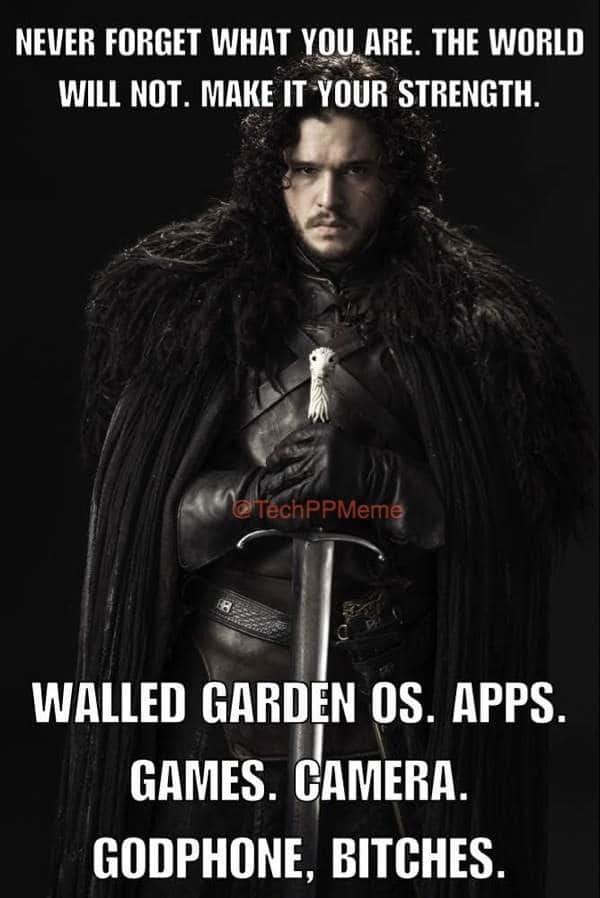 NEVER FORGET WHAT YOU ARE. THE WORLD
WILL NOT. MAKE IT YOUR STRENGTH.
@TechPPMeme
WALLED GARDEN OS. APPS.
GAMES. CAMERA.
GODPHONE, BITCHES.